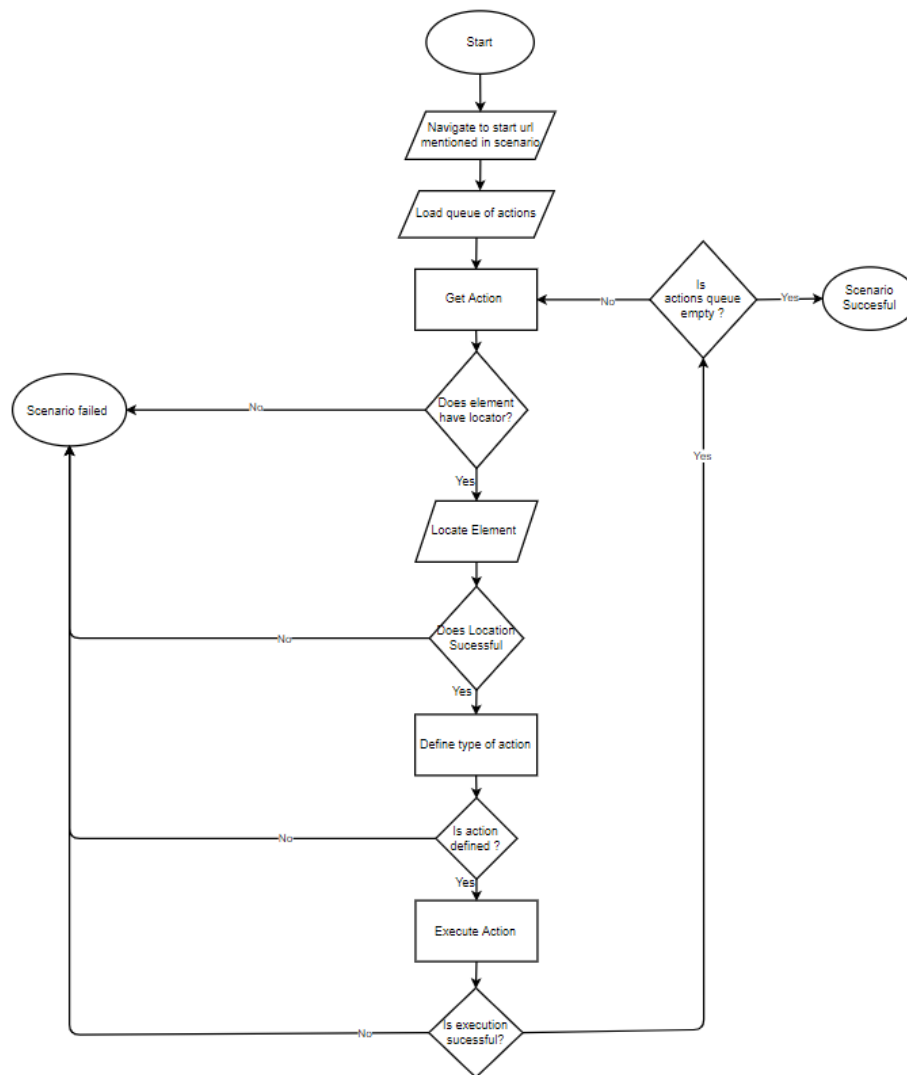 Start
Navigate to start url
mentioned in scenario
Load queue of actions
Get Action
No
Is
actions queue
empty ?
Yes
Scenario
Succesful
Scenario failed
No
Does element
have locator?
Yes
Yes
Locate Element
No
Does Location
Sucessful
Yes
Define type of action
No
Is action
defined ?
Yes
Execute Action
No
Is execution
sucessful?